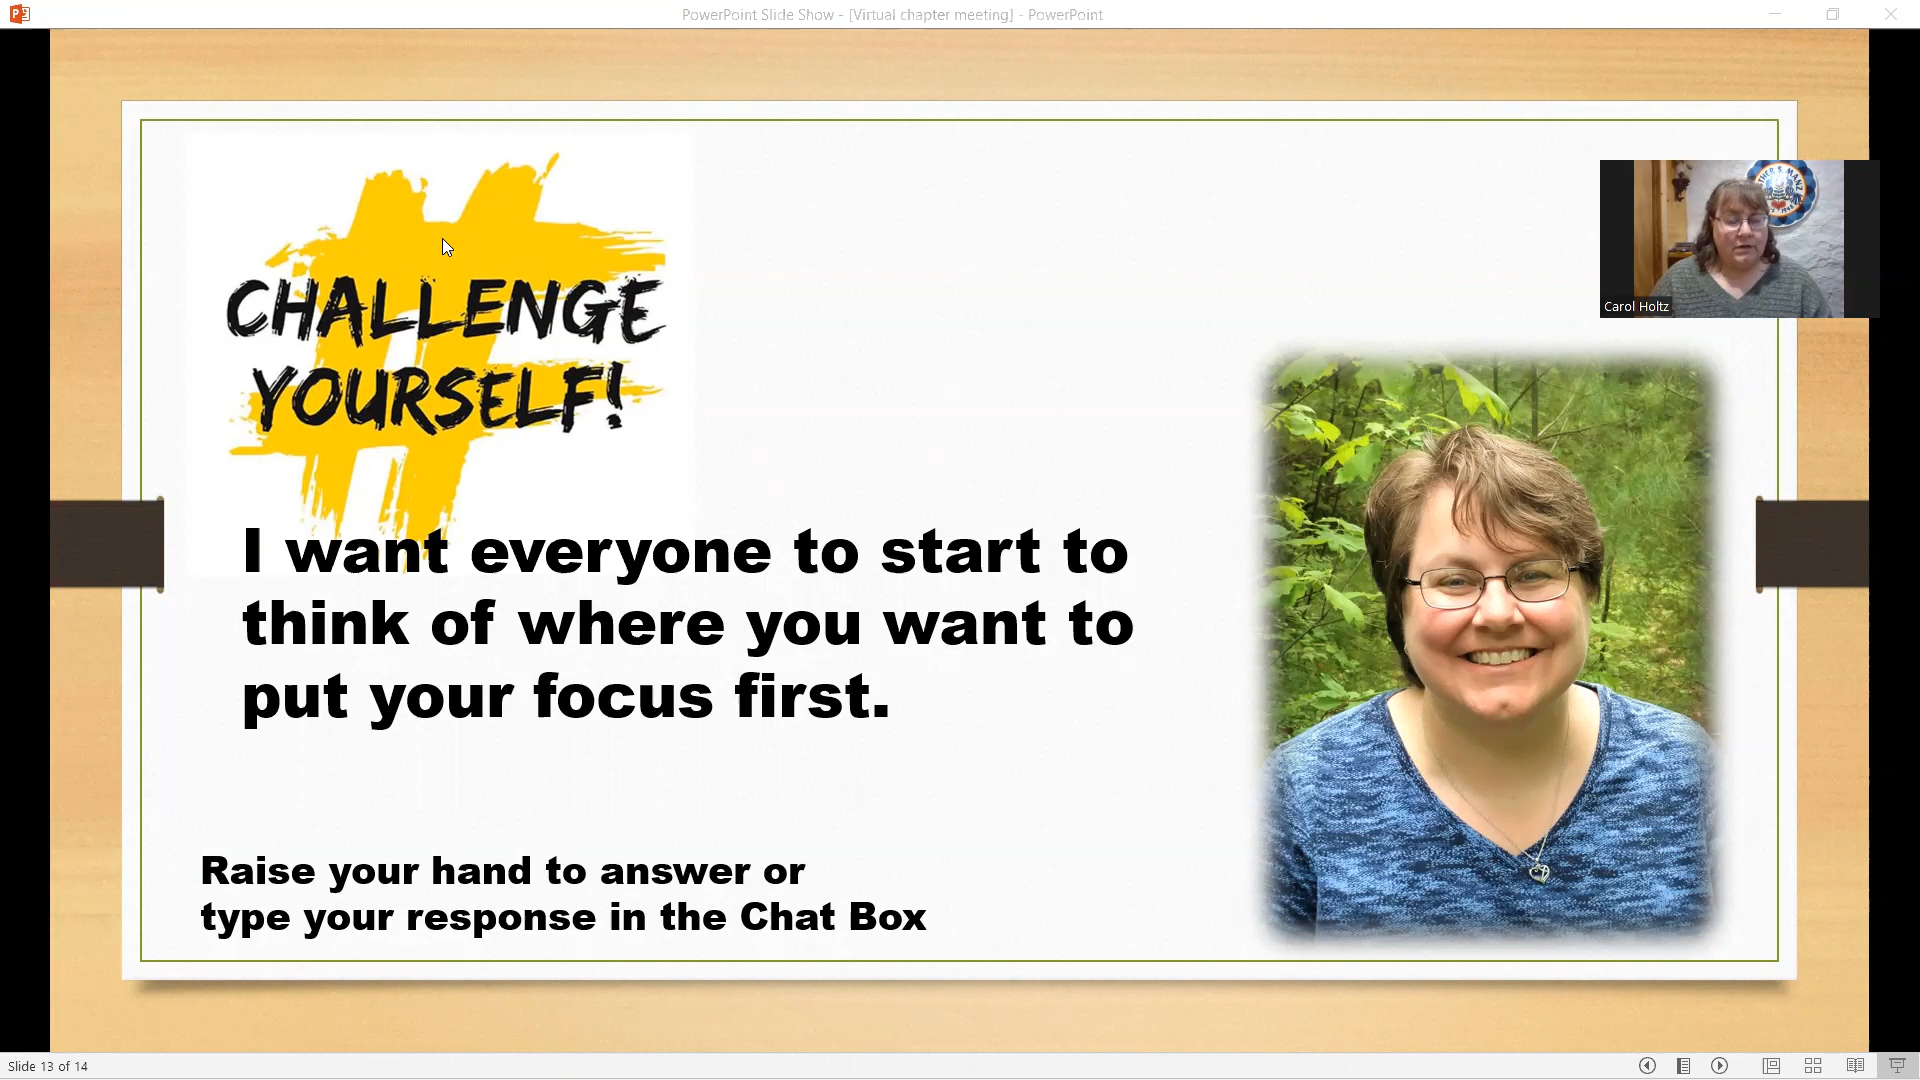 PowerPoint Slide Show - [Virtual chapter meeting] - PowerPoint
CHALLENGE
YOURSELF!
Carol Holtz
I want everyone to start to
think of where you want to
put your focus first.
Raise your hand to answer or
type your response in the Chat Box
Slide 13 of 14